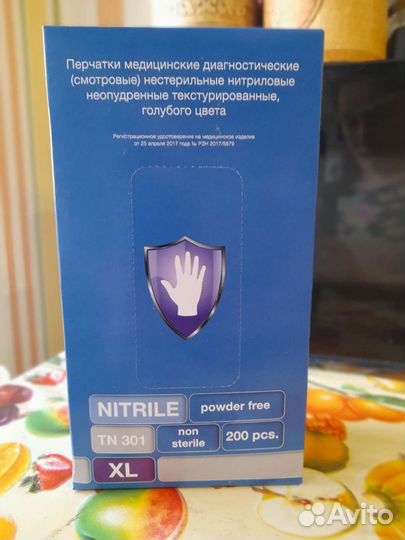 Перчатки медицинские диагностические
(смотровые) нестерильные нитриловые
неопудренные текстурированные,
голубого цвета
Регистрационное удостоверение на медицинское изделие
от 25 апреля 2017 года № РЗН 2017/5679
NITRILE
powder free
TN 301
non
sterile
200 pcs.
XL
Avito